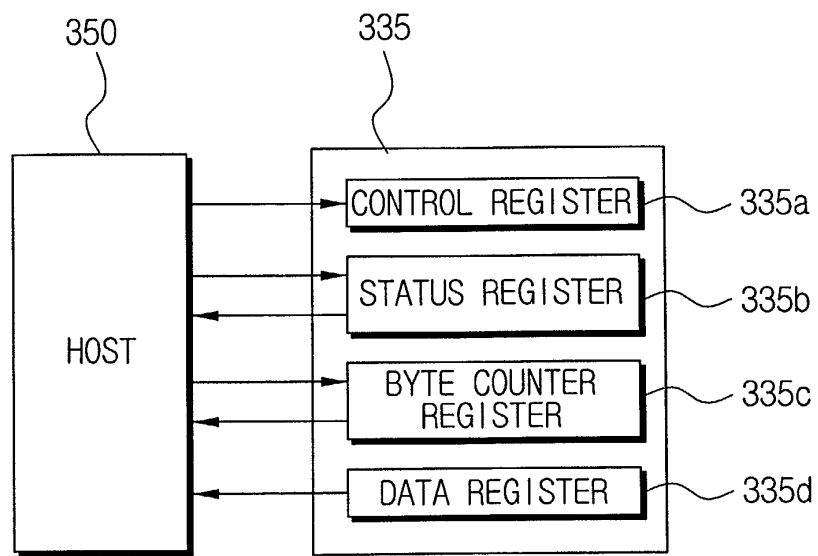 350
335
CONTROL REGISTER
335a
STATUS REGISTER
335b
HOST
BYTE COUNTER
REGISTER
335c
DATA REGISTER
335d